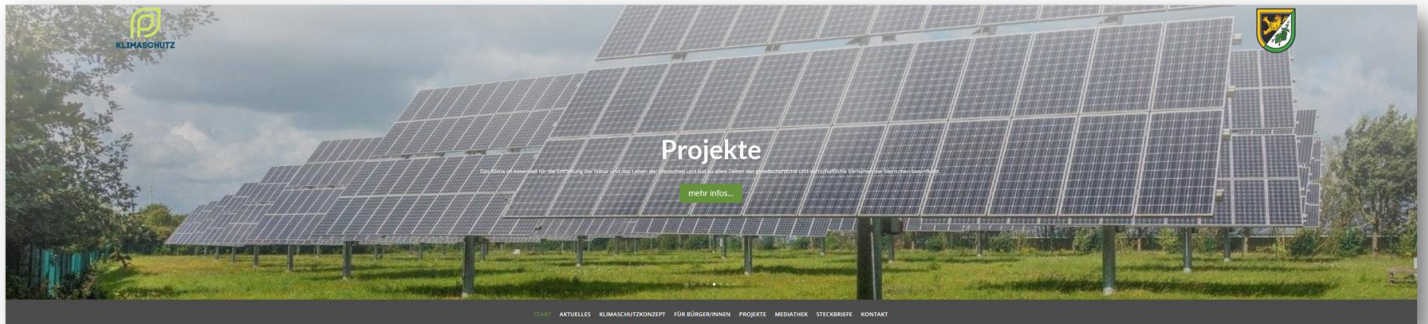 KLIMASCHUTZ
Projekte
Das Klima ist essenziell für die Entfaltung der Natur und das Leben der Menschen und hat zu allen Zeiten das gesellschaftliche und wirtschaftliche Verhalten der Menschen beeinflusst.
mehr infos...
START AKTUELLES KLIMASCHUTZKONZEPT FÜR BÜRGER/INNEN PROJEKTE MEDIATHEK STECKBRIEFE KONTAKT